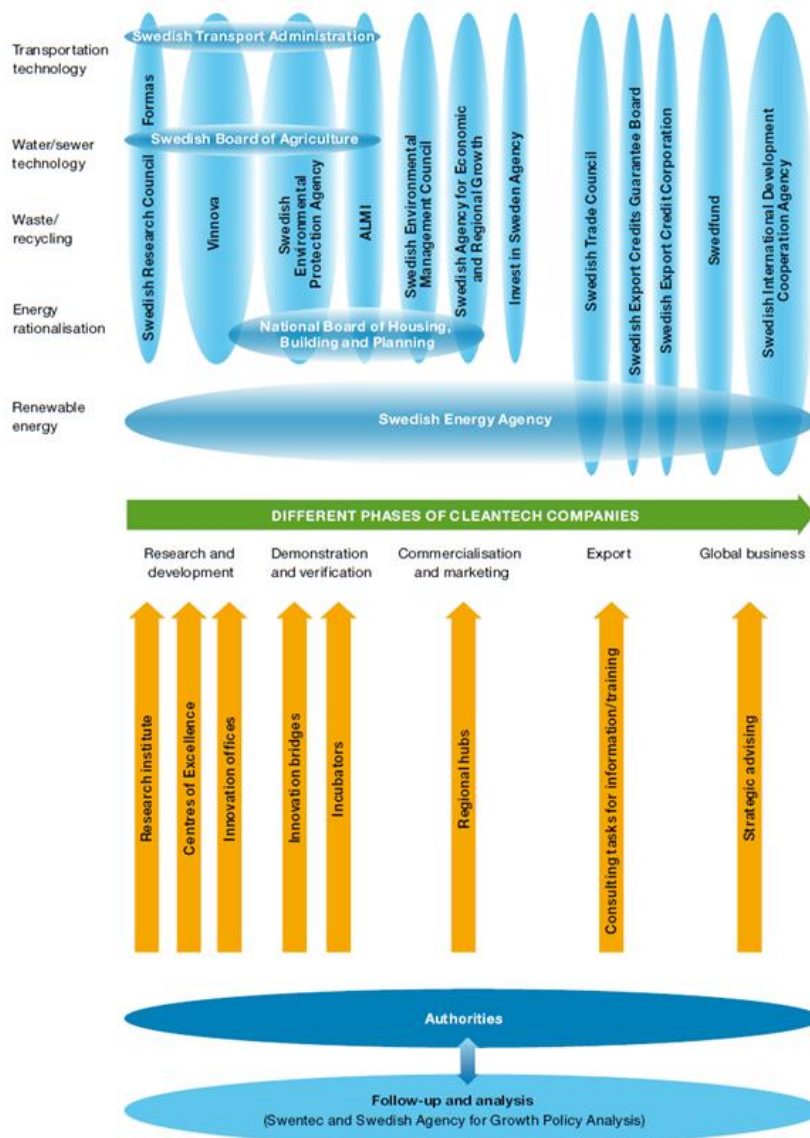 Transportation
technology
Water/sewer
technology
Waste/
recycling
Energy
rationalisation
Renewable
energy
Swedish Transport Administration
Swedish Board of Agriculture
Swedish Research Council Formas
Vinnova
Swedish
Environmental
Protection Agency
ALMI
Swedish Environmental
Management Council
Swedish Agency for Economic
and Regional Growth
Invest in Sweden Agency
Swedish Trade Council
Swedish Export Credits Guarantee Board
Swedish Export Credit Corporation
Swedfund
Swedish International Development
Cooperation Agency
National Board of Housing,
Building and Planning
Swedish Energy Agency
DIFFERENT PHASES OF CLEANTECH COMPANIES
Research and
development
Demonstration
and verification
Commercialisation
and marketing
Export
Global business
Research institute
Centres of Excellence
Innovation offices
Innovation bridges
Incubators
Regional hubs
Consulting tasks for information/training
Strategic advising
Authorities
Follow-up and analysis
(Swentec and Swedish Agency for Growth Policy Analysis)